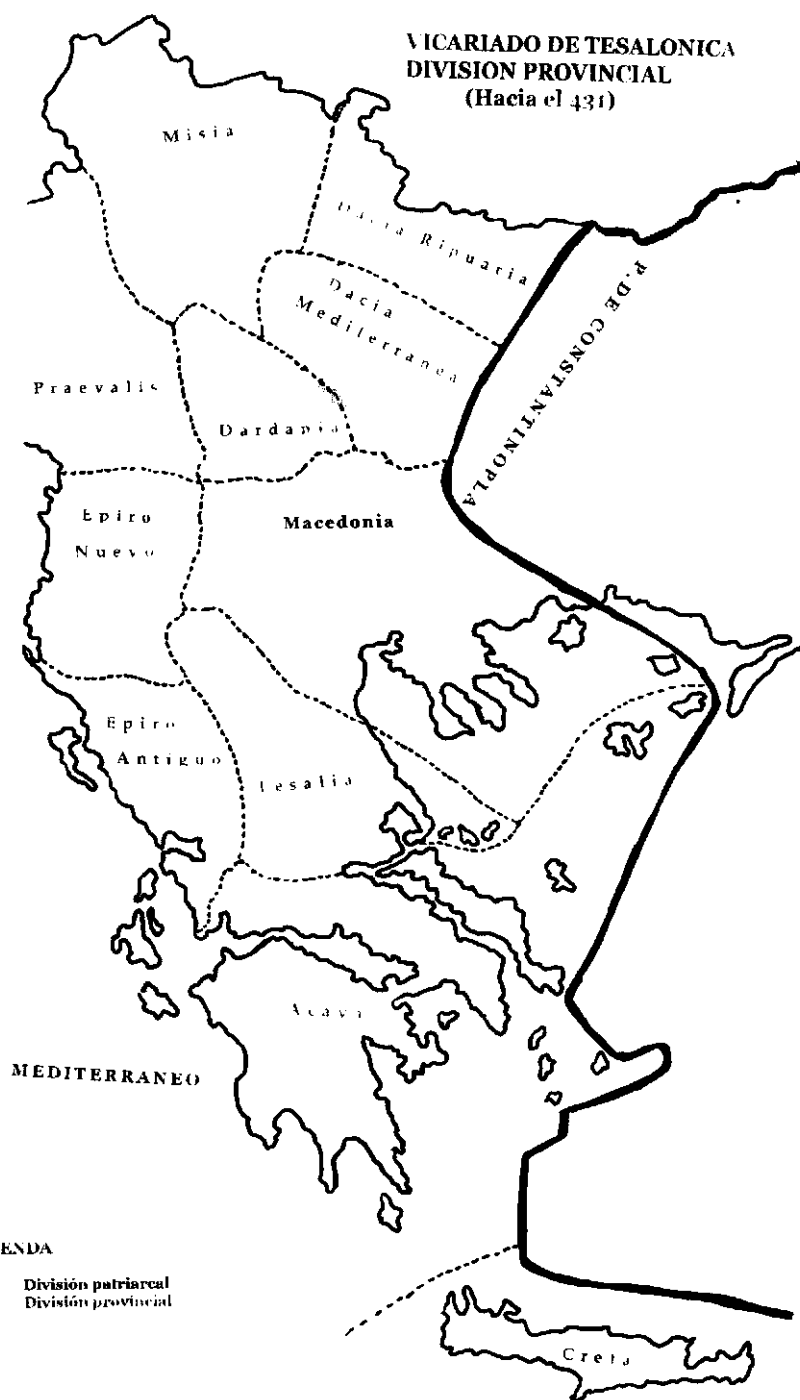 VICARIADO DE TESALONICA
DIVISION PROVINCIAL
(Hacia el 431)
Misia
Dacia Ripuaria
Dacia
Mediterranea
P. DE CONSTANTINOPLA
Praevalis
Dardania
Epiro
Nuevo
Macedonia
Epiro
Antiguo
Tesalia
Acaya
MEDITERRANEO
ENDA
División patriarcal
División provincial
Creta